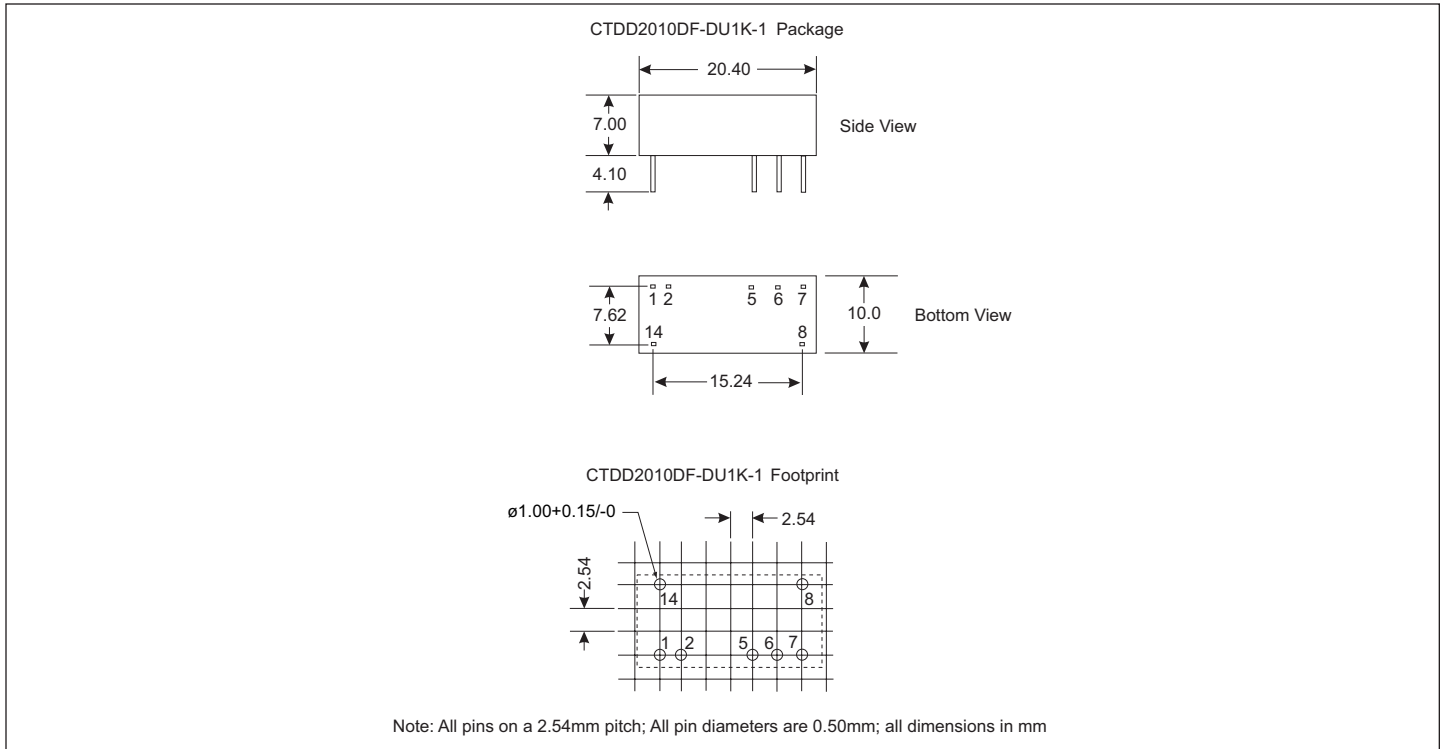 CTDD2010DF-DU1K-1 Package
20.40
7.00
Side View
4.10
1 2 5 6 7
7.62
10.0
Bottom View
14 8
15.24
CTDD2010DF-DU1K-1 Footprint
ø1.00+0.15/-0
2.54
2.54
14 8
1 2 5 6 7
Note: All pins on a 2.54mm pitch; All pin diameters are 0.50mm; all dimensions in mm